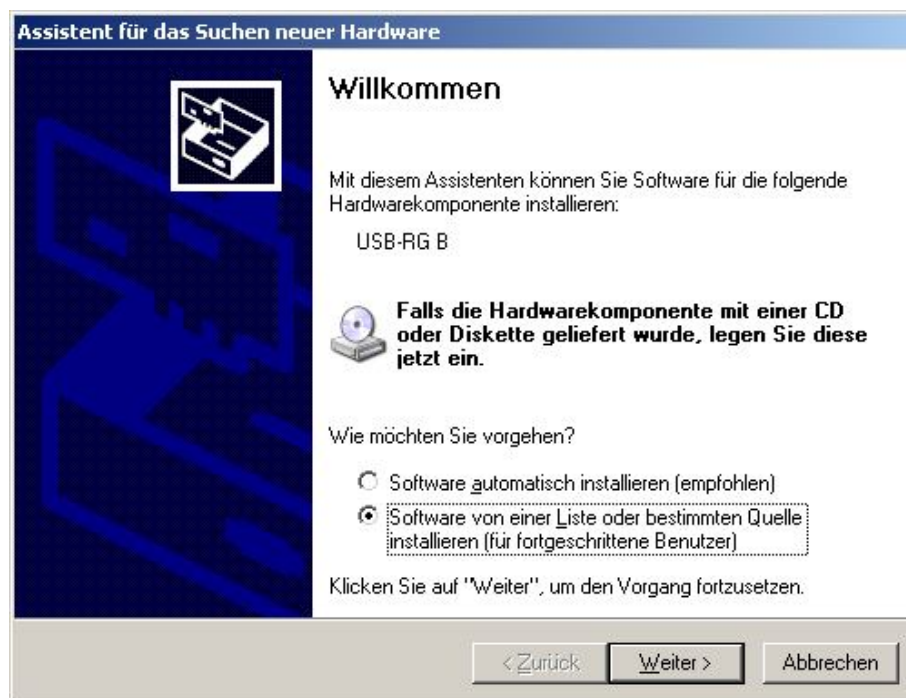 Assistent für das Suchen neuer Hardware
Willkommen
Mit diesem Assistenten können Sie Software für die folgende
Hardwarekomponente installieren:
USB-RG B
Falls die Hardwarekomponente mit einer CD
oder Diskette geliefert wurde, legen Sie diese
jetzt ein.
Wie möchten Sie vorgehen?
Software automatisch installieren (empfohlen)
Software von einer Liste oder bestimmten Quelle
installieren (für fortgeschrittene Benutzer)
Klicken Sie auf "Weiter", um den Vorgang fortzusetzen.
< Zurück Weiter > Abbrechen